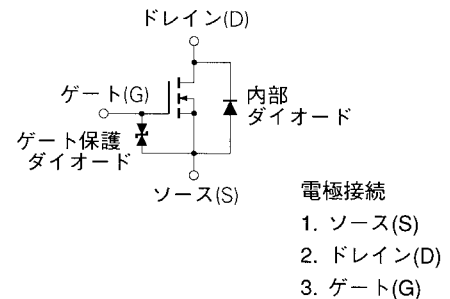 ドレイン(D)
ゲート(G)
内部
ダイオード
ゲート保護
ダイオード
ソース(S)
電極接続
1. ソース(S)
2. ドレイン(D)
3. ゲート(G)